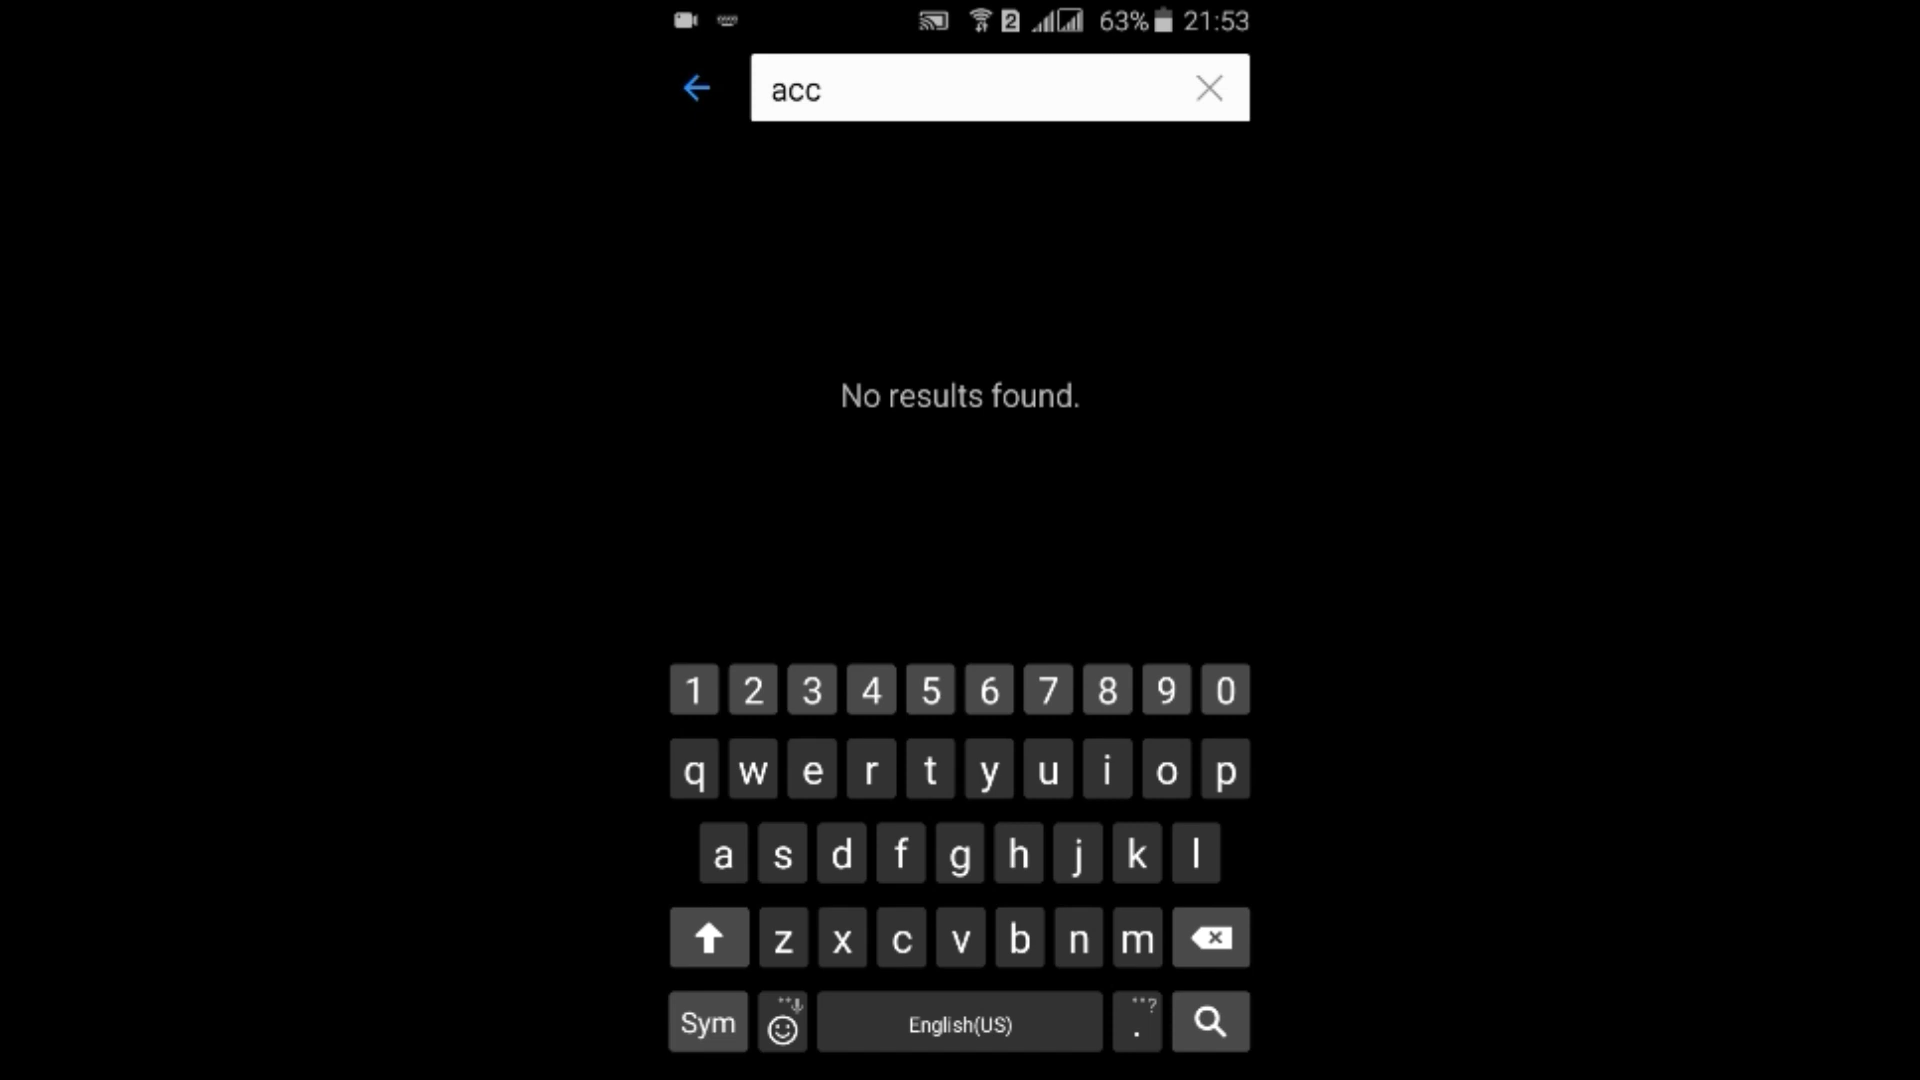 2 63% 21:53
acc
No results found.
1 2 3 4 5 6 7 8 9 0
q w e r t y u i o p
a s d f g h j k l
z x c v b n m
Sym English(US) . ?